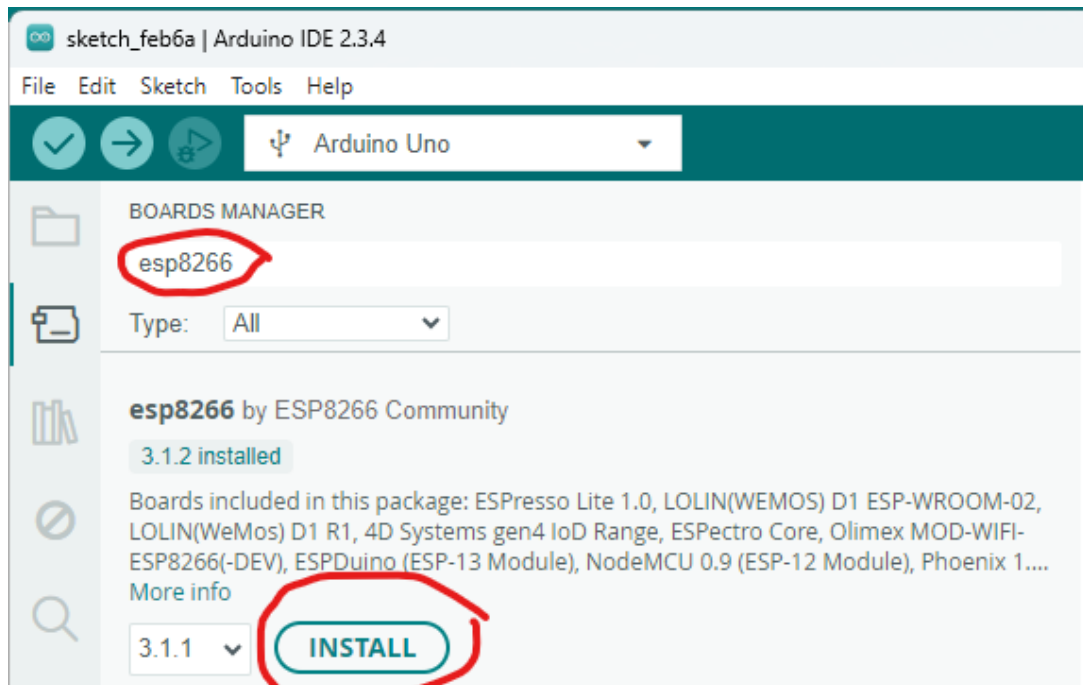 sketch_feb6a | Arduino IDE 2.3.4
File Edit Sketch Tools Help
Arduino Uno
BOARDS MANAGER
esp8266
Type: All
esp8266 by ESP8266 Community
3.1.2 installed
Boards included in this package: ESPresso Lite 1.0, LOLIN(WEMOS) D1 ESP-WROOM-02,
LOLIN(WeMos) D1 R1, 4D Systems gen4 IoD Range, ESPectro Core, Olimex MOD-WIFI-
ESP8266(-DEV), ESPDuino (ESP-13 Module), NodeMCU 0.9 (ESP-12 Module), Phoenix 1....
More info
3.1.1 INSTALL